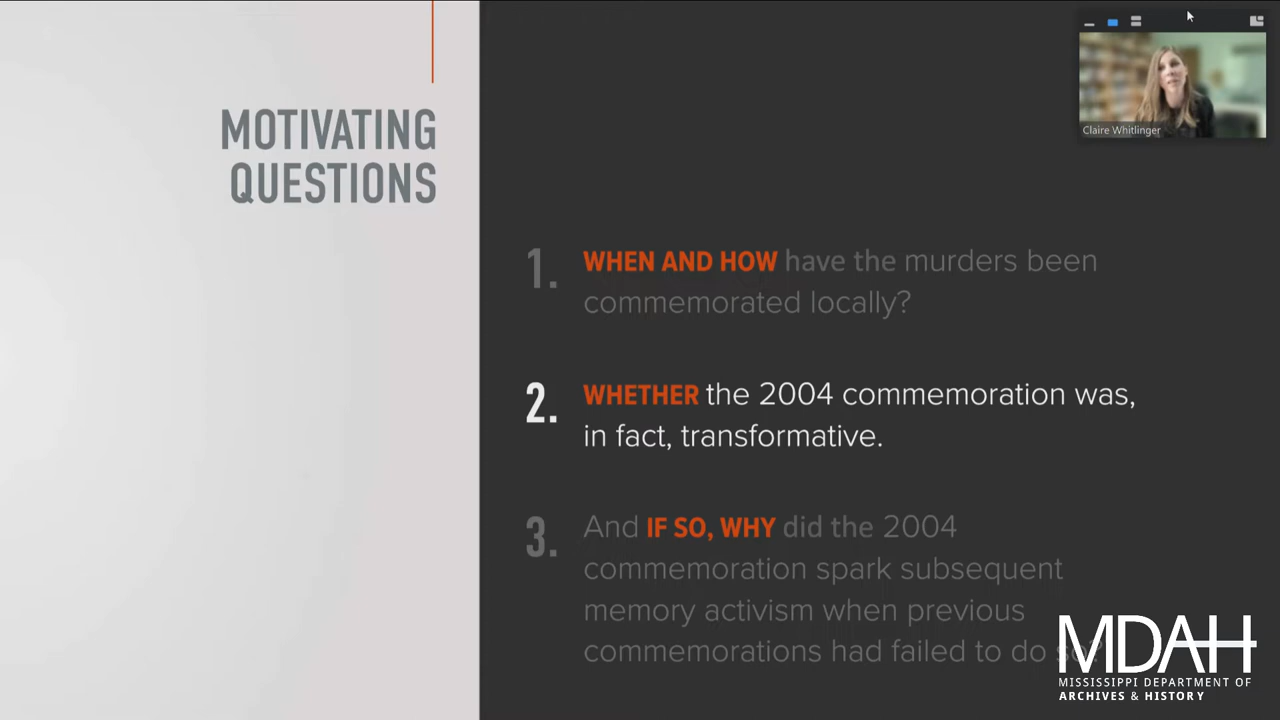 MOTIVATING
QUESTIONS
Claire Whitlinger
1. WHEN AND HOW have the murders been
commemorated locally?
2. WHETHER the 2004 commemoration was,
in fact, transformative.
3. And IF SO, WHY did the 2004
commemoration spark subsequent
memory activism when previous
commemorations had failed to do so?
MDAH
MISSISSIPPI DEPARTMENT OF
ARCHIVES & HISTORY